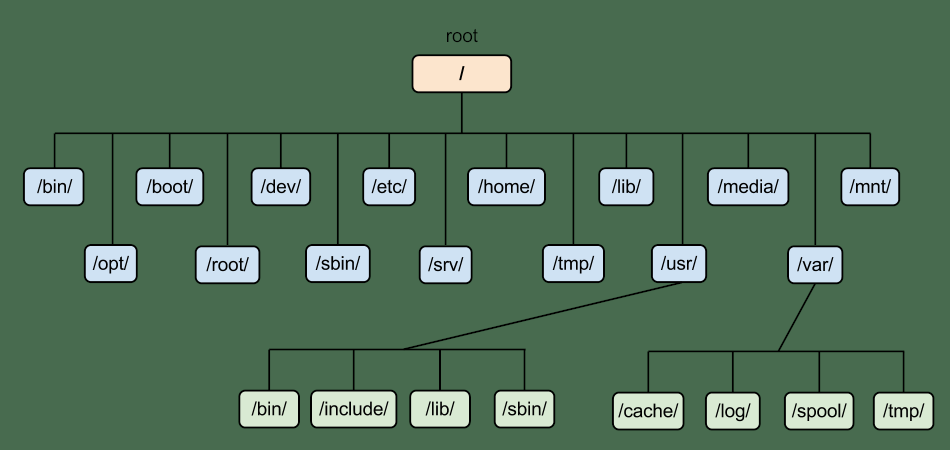 root
/
/bin/ /boot/ /dev/ /etc/ /home/ /lib/ /media/ /mnt/
/opt/ /root/ /sbin/ /srv/ /tmp/ /usr/ /var/
/bin/ /include/ /lib/ /sbin/ /cache/ /log/ /spool/ /tmp/